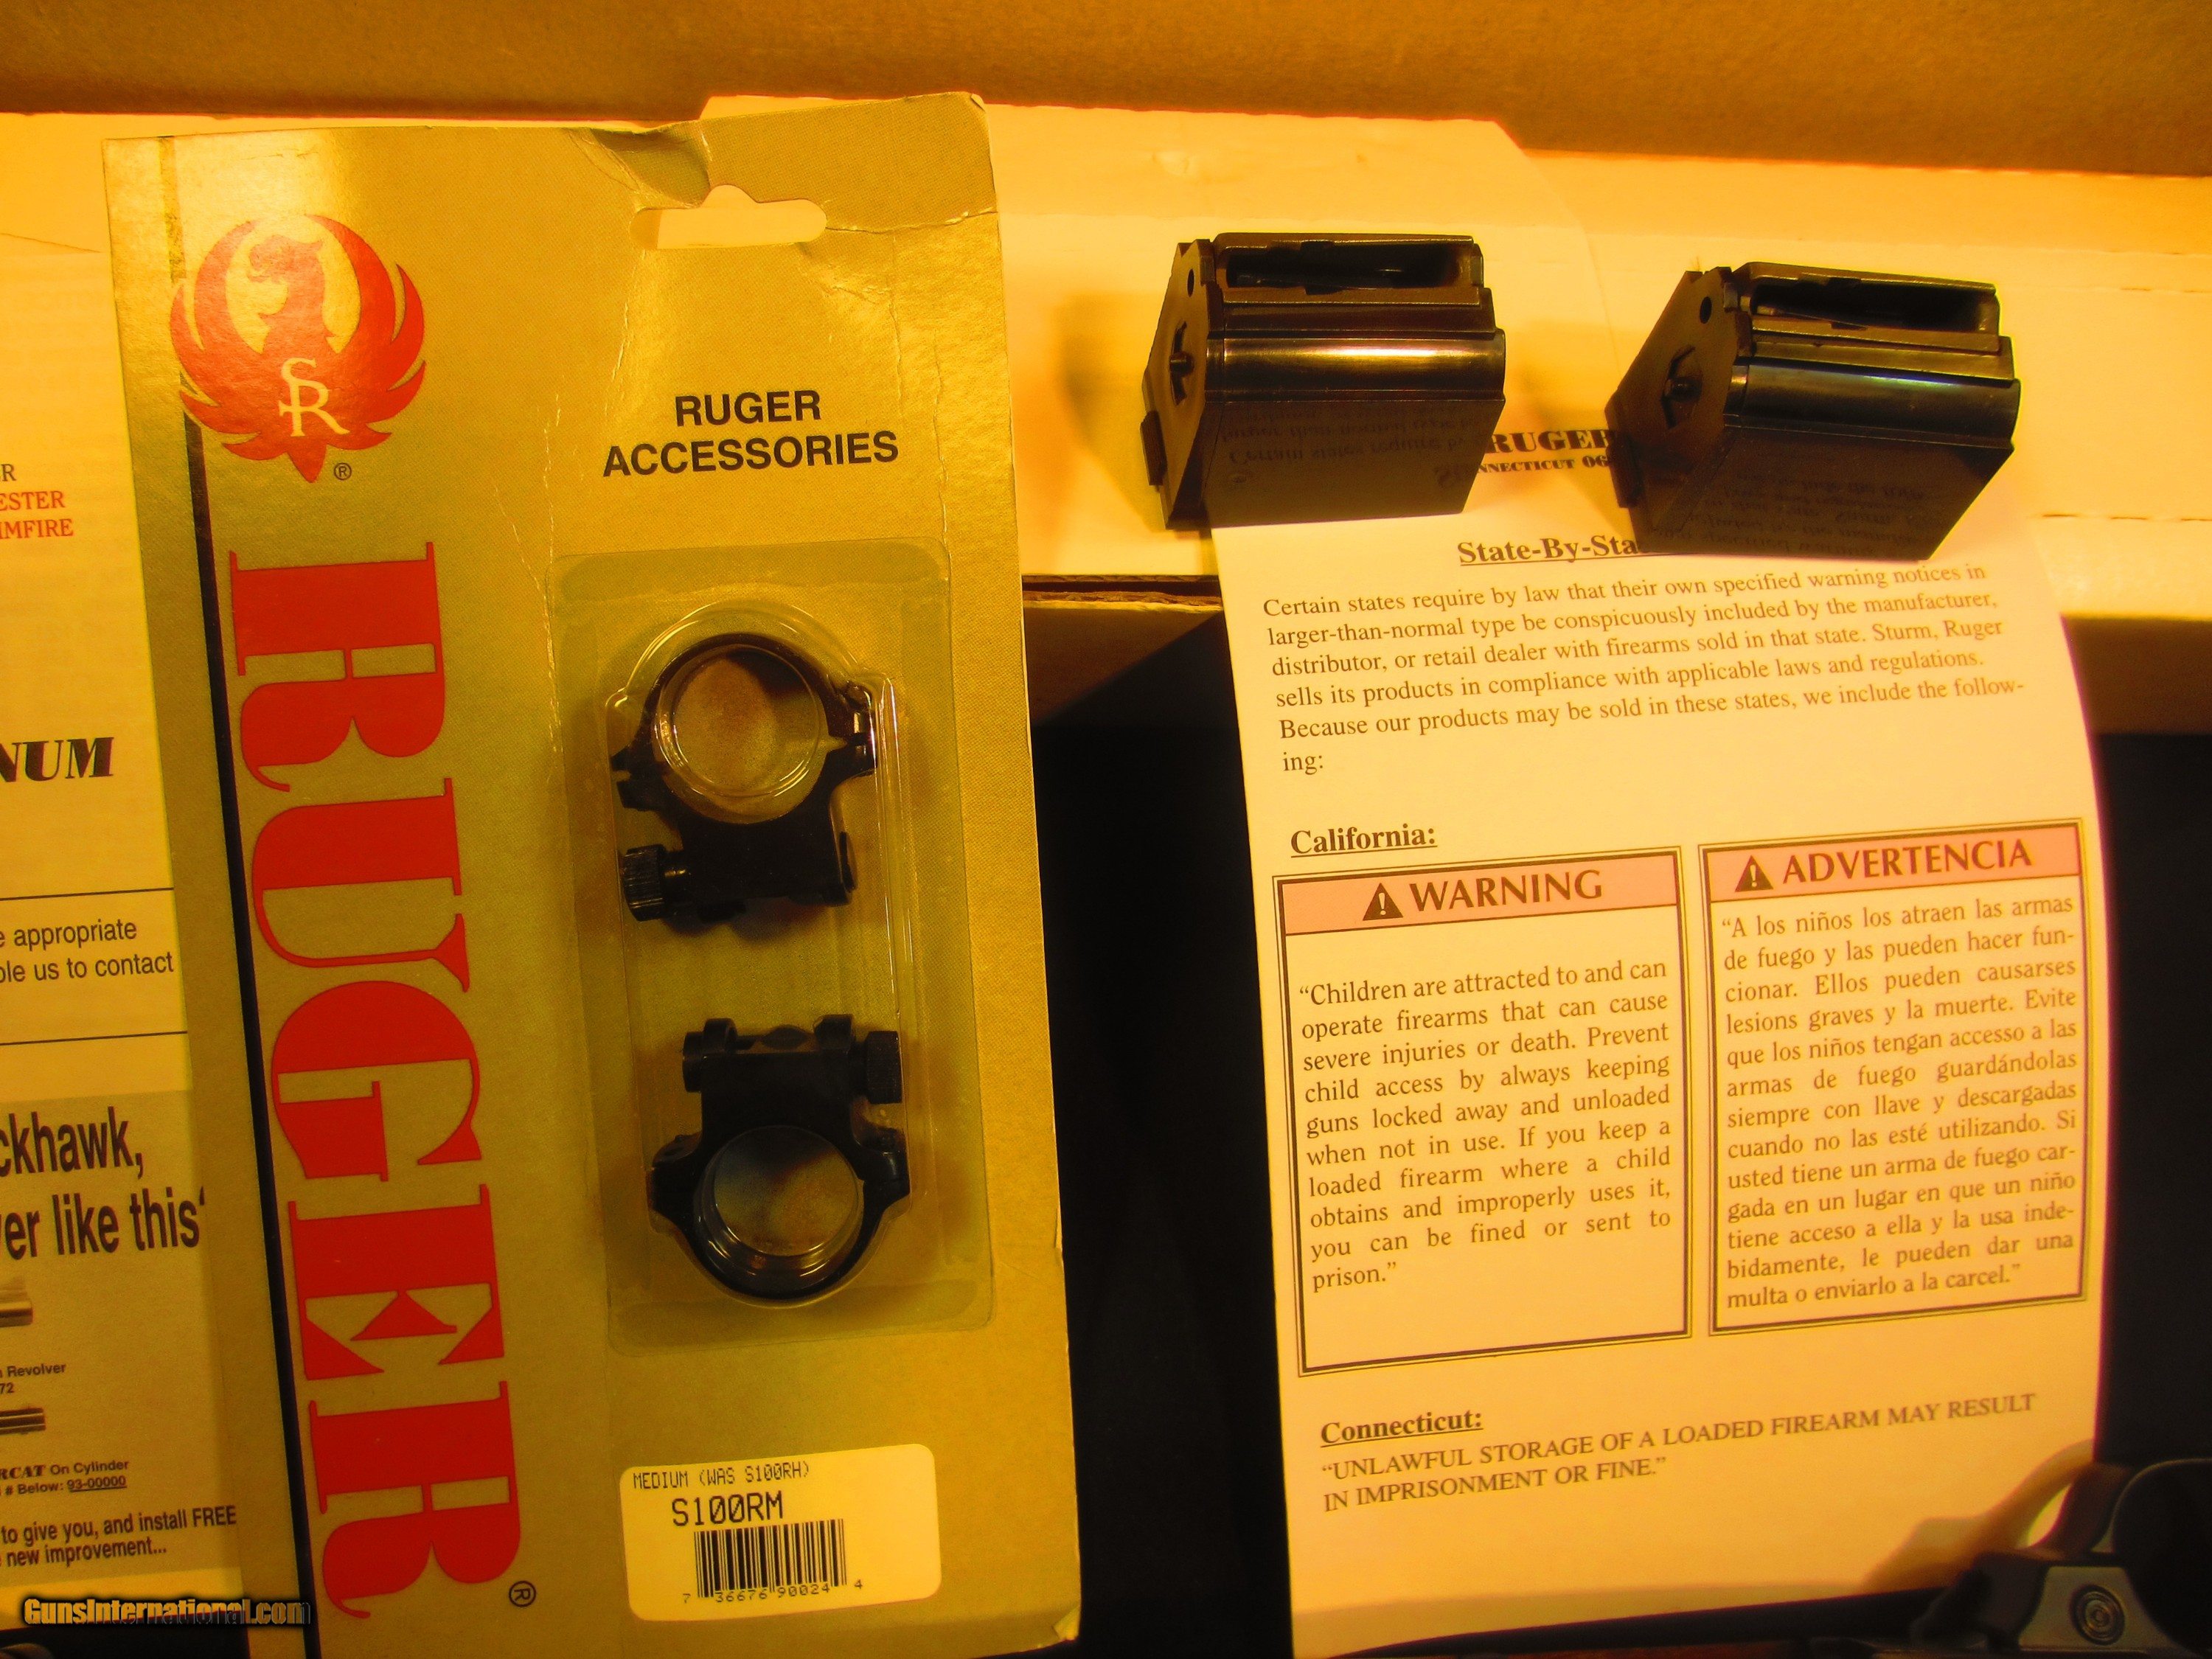 R
ESTER
IMFIRE
NUM
appropriate
us to contact
ckhawk,
er like this'
Revolver
72
RCAT On Cylinder
# Below: 93-00000
to give you, and install FREE
new improvement...
SR
®
RUGER
®
RUGER
ACCESSORIES
MEDIUM (WAS S100RH)
S100RM
7 36676 90024 4
RUGER
NNECTICUT 06
State-By-Sta
Certain states require by law that their own specified warning notices in
larger-than-normal type be conspicuously included by the manufacturer,
distributor, or retail dealer with firearms sold in that state. Sturm, Ruger
sells its products in compliance with applicable laws and regulations.
Because our products may be sold in these states, we include the follow-
ing:
California:
WARNING
“Children are attracted to and can
operate firearms that can cause
severe injuries or death. Prevent
child access by always keeping
guns locked away and unloaded
when not in use. If you keep a
loaded firearm where a child
obtains and improperly uses it,
you can be fined or sent to
prison.”
ADVERTENCIA
“A los niños los atraen las armas
de fuego y las pueden hacer fun-
cionar. Ellos pueden causarses
lesions graves y la muerte. Evite
que los niños tengan accesso a las
armas de fuego guardándolas
siempre con llave y descargadas
cuando no las esté utilizando. Si
usted tiene un arma de fuego car-
gada en un lugar en que un niño
tiene acceso a ella y la usa inde-
bidamente, le pueden dar una
multa o enviarlo a la carcel.”
Connecticut:
“UNLAWFUL STORAGE OF A LOADED FIREARM MAY RESULT
IN IMPRISONMENT OR FINE.”
GunsInternational.com